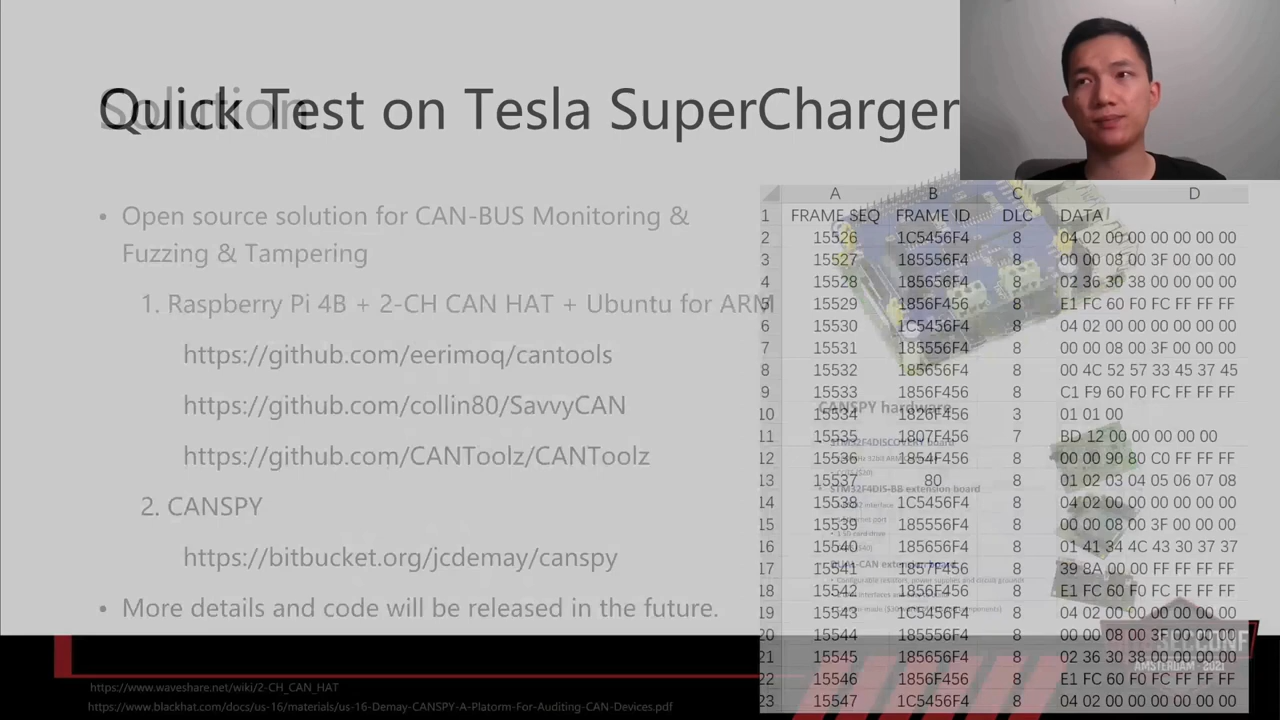 Solution
Quick Test on Tesla SuperCharger
• Open source solution for CAN-BUS Monitoring &
Fuzzing & Tampering
1. Raspberry Pi 4B + 2-CH CAN HAT + Ubuntu for ARM
https://github.com/eerimoq/cantools
https://github.com/collin80/SavvyCAN
https://github.com/CANToolz/CANToolz
2. CANSPY
https://bitbucket.org/jcdemay/canspy
• More details and code will be released in the future.
A B C D
1 FRAME SEQ FRAME ID DLC DATA
2 15526 1C5456F4 8 04 02 00 00 00 00 00 00
3 15527 185556F4 8 00 00 08 00 3F 00 00 00
4 15528 185656F4 8 02 36 30 38 00 00 00 00
5 15529 1856F456 8 E1 FC 60 F0 FC FF FF FF
6 15530 1C5456F4 8 04 02 00 00 00 00 00 00
7 15531 185556F4 8 00 00 08 00 3F 00 00 00
8 15532 185656F4 8 00 4C 52 57 33 45 37 45
9 15533 1856F456 8 C1 F9 60 F0 FC FF FF FF
10 15534 1826F456 3 01 01 00
11 15535 1807F456 7 BD 12 00 00 00 00 00
12 15536 1854F456 8 00 00 90 80 C0 FF FF FF
13 15537 80 8 01 02 03 04 05 06 07 08
14 15538 1C5456F4 8 04 02 00 00 00 00 00 00
15 15539 185556F4 8 00 00 08 00 3F 00 00 00
16 15540 185656F4 8 01 41 34 4C 43 30 37 37
17 15541 1857F456 8 39 8A 00 00 FF FF FF FF
18 15542 1856F456 8 E1 FC 60 F0 FC FF FF FF
19 15543 1C5456F4 8 04 02 00 00 00 00 00 00
20 15544 185556F4 8 00 00 08 00 3F 00 00 00
21 15545 185656F4 8 02 36 30 38 00 00 00 00
22 15546 1856F456 8 E1 FC 60 F0 FC FF FF FF
23 15547 1C5456F4 8 04 02 00 00 00 00 00 00
CANSPY hardware
STM32F4DISCOVERY board
STM32F4DIS-BB extension board
DUAL-CAN extension board
SECCONF
AMSTERDAM - 2021
https://www.waveshare.net/wiki/2-CH_CAN_HAT
https://www.blackhat.com/docs/us-16/materials/us-16-Demay-CANSPY-A-Platorm-For-Auditing-CAN-Devices.pdf